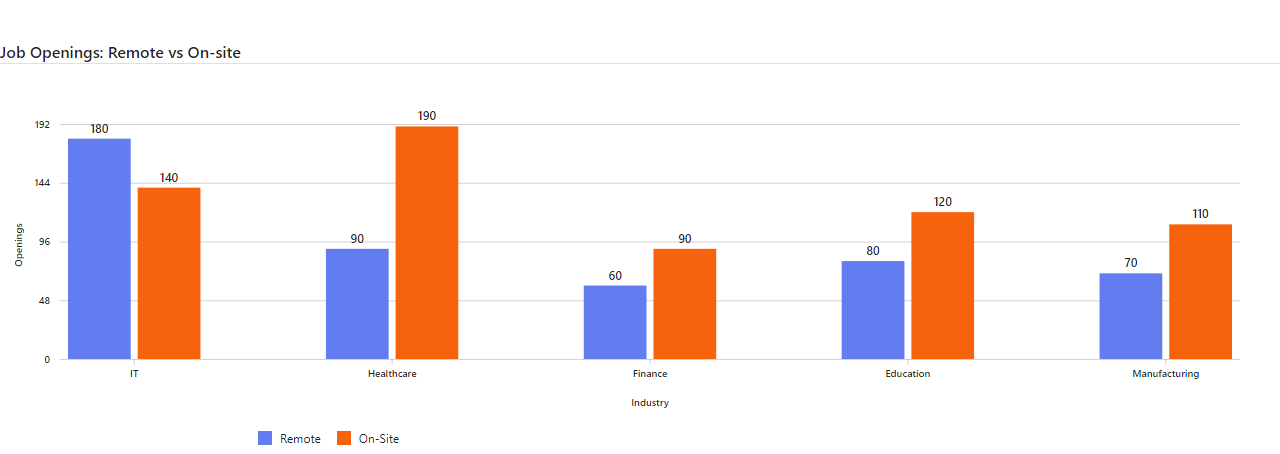 Job Openings: Remote vs On-site
190
192
180
140
144
120
110
Openings
96
90
90
80
70
60
48
0
IT
Healthcare
Finance
Education
Manufacturing
Industry
Remote
On-Site